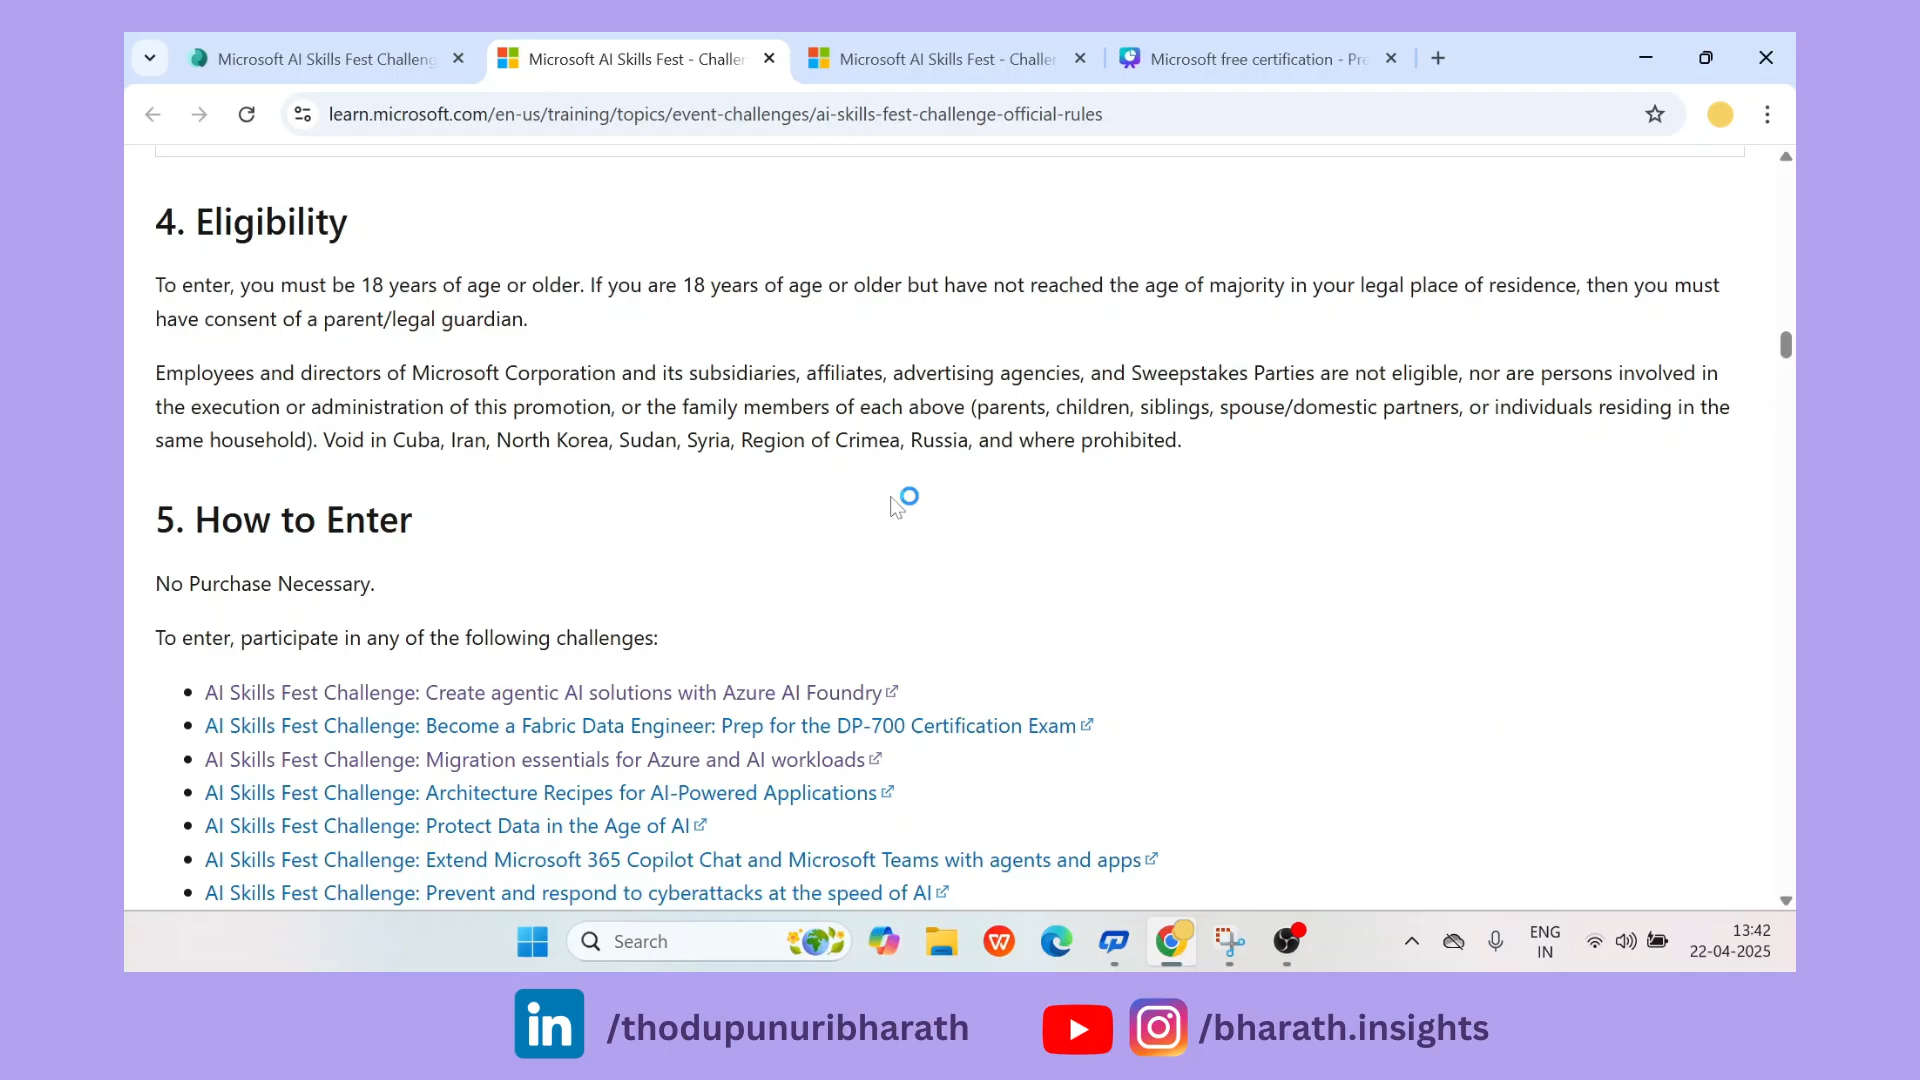 Microsoft AI Skills Fest Challeng
Microsoft AI Skills Fest - Challer
Microsoft AI Skills Fest - Challer
Microsoft free certification - Pre
learn.microsoft.com/en-us/training/topics/event-challenges/ai-skills-fest-challenge-official-rules
4. Eligibility
To enter, you must be 18 years of age or older. If you are 18 years of age or older but have not reached the age of majority in your legal place of residence, then you must
have consent of a parent/legal guardian.
Employees and directors of Microsoft Corporation and its subsidiaries, affiliates, advertising agencies, and Sweepstakes Parties are not eligible, nor are persons involved in
the execution or administration of this promotion, or the family members of each above (parents, children, siblings, spouse/domestic partners, or individuals residing in the
same household). Void in Cuba, Iran, North Korea, Sudan, Syria, Region of Crimea, Russia, and where prohibited.
5. How to Enter
No Purchase Necessary.
To enter, participate in any of the following challenges:
AI Skills Fest Challenge: Create agentic AI solutions with Azure AI Foundry
AI Skills Fest Challenge: Become a Fabric Data Engineer: Prep for the DP-700 Certification Exam
AI Skills Fest Challenge: Migration essentials for Azure and AI workloads
AI Skills Fest Challenge: Architecture Recipes for AI-Powered Applications
AI Skills Fest Challenge: Protect Data in the Age of AI
AI Skills Fest Challenge: Extend Microsoft 365 Copilot Chat and Microsoft Teams with agents and apps
AI Skills Fest Challenge: Prevent and respond to cyberattacks at the speed of AI
Search
ENG
IN
13:42
22-04-2025
in /thodupunuribharath
/bharath.insights